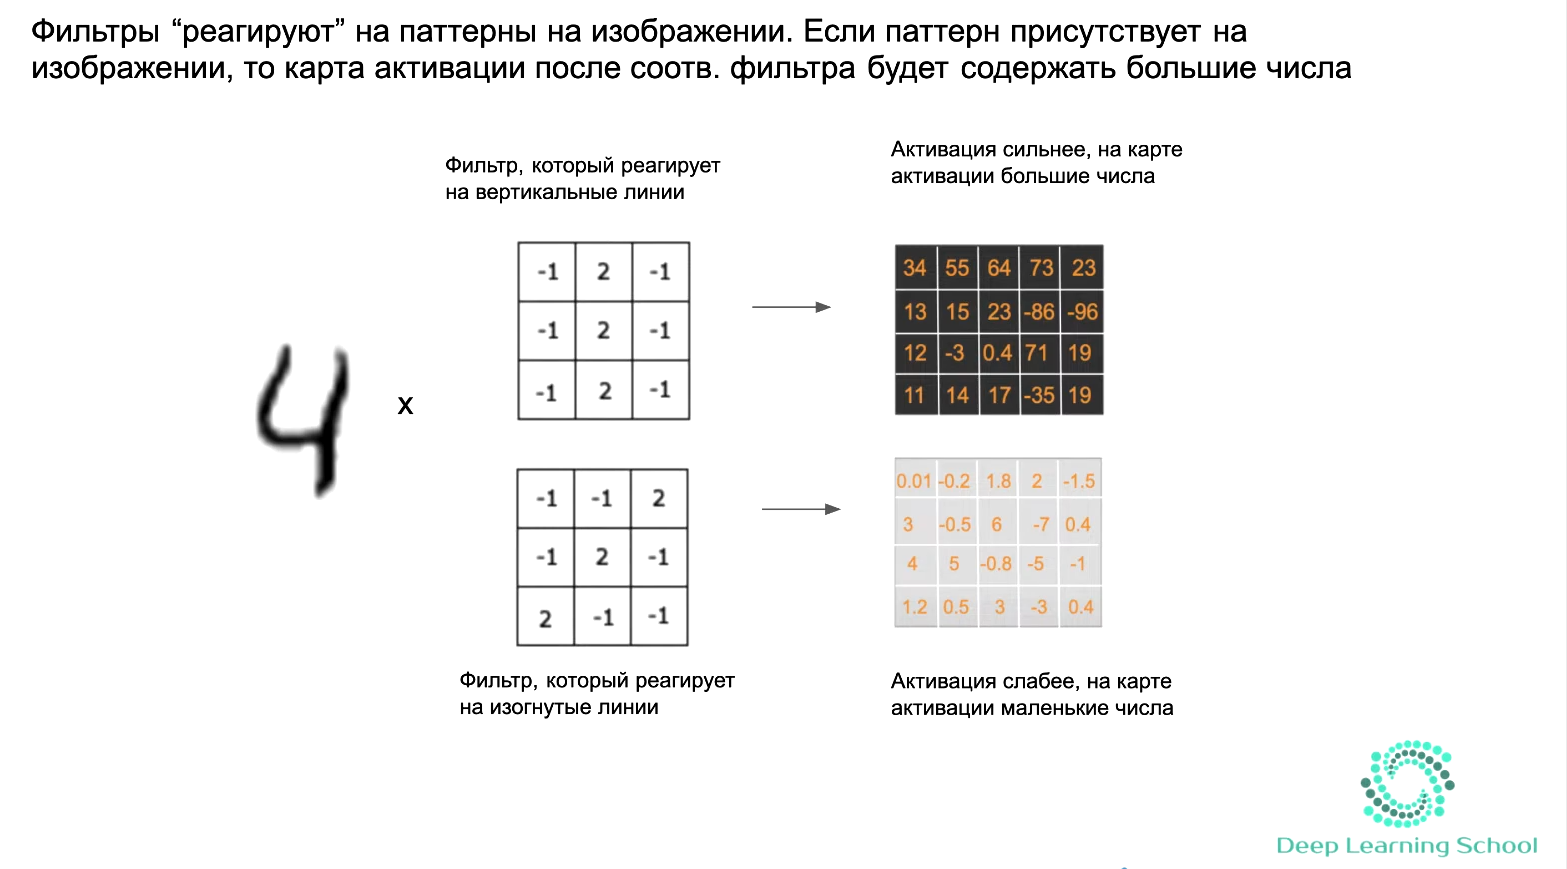 Фильтры “реагируют” на паттерны на изображении. Если паттерн присутствует на
изображении, то карта активации после соотв. фильтра будет содержать большие числа
Фильтр, который реагирует
на вертикальные линии
Активация сильнее, на карте
активации большие числа
-1 2 -1
-1 2 -1
-1 2 -1
34 55 64 73 23
13 15 23 -86 -96
12 -3 0.4 71 19
11 14 17 -35 19
4 x
-1 -1 2
-1 2 -1
2 -1 -1
0.01 -0.2 1.8 2 -1.5
3 -0.5 6 -7 0.4
4 5 -0.8 -5 -1
1.2 0.5 3 -3 0.4
Фильтр, который реагирует
на изогнутые линии
Активация слабее, на карте
активации маленькие числа
Deep Learning School